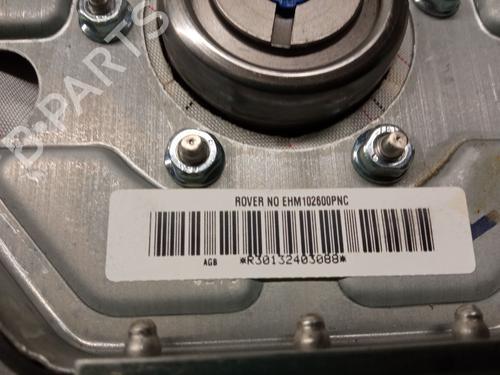 B-PARTS
ROVER NO EHM102600PNC
AGB *R30132403088*